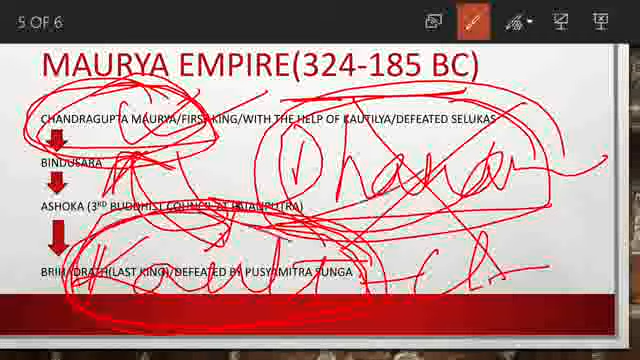 5 OF 6
MAURYA EMPIRE(324-185 BC)
CHANDRAGUPTA MAURYA/FIRST KING/WITH THE HELP OF KAUTILYA/DEFEATED SELUKAS
BINDUSARA
ASHOKA (3RD BUDDHIST COUNCIL AT PATALIPUTRA)
(LAST KING)/DEFEATED BY PUSYAMITRA SUNGA